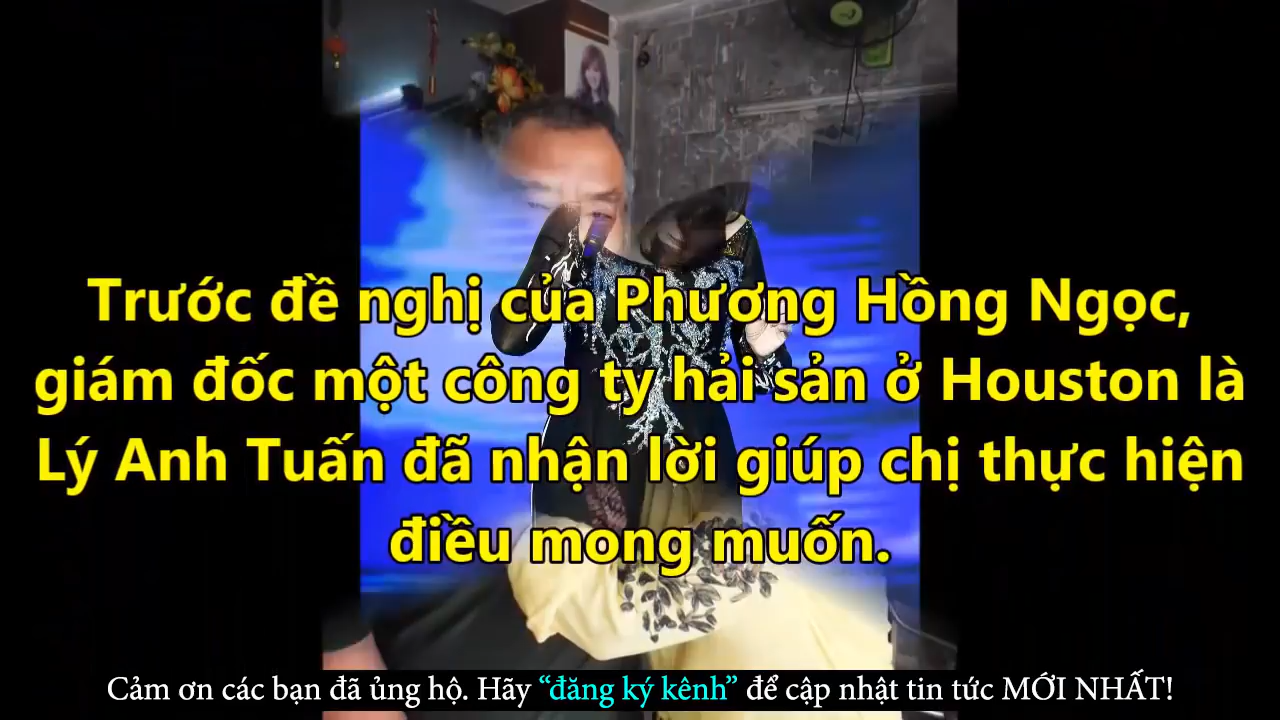 Trước đề nghị của Phương Hồng Ngọc,
giám đốc một công ty hải sản ở Houston là
Lý Anh Tuấn đã nhận lời giúp chị thực hiện
điều mong muốn.
Cảm ơn các bạn đã ủng hộ. Hãy “đăng ký kênh” để cập nhật tin tức MỚI NHẤT!